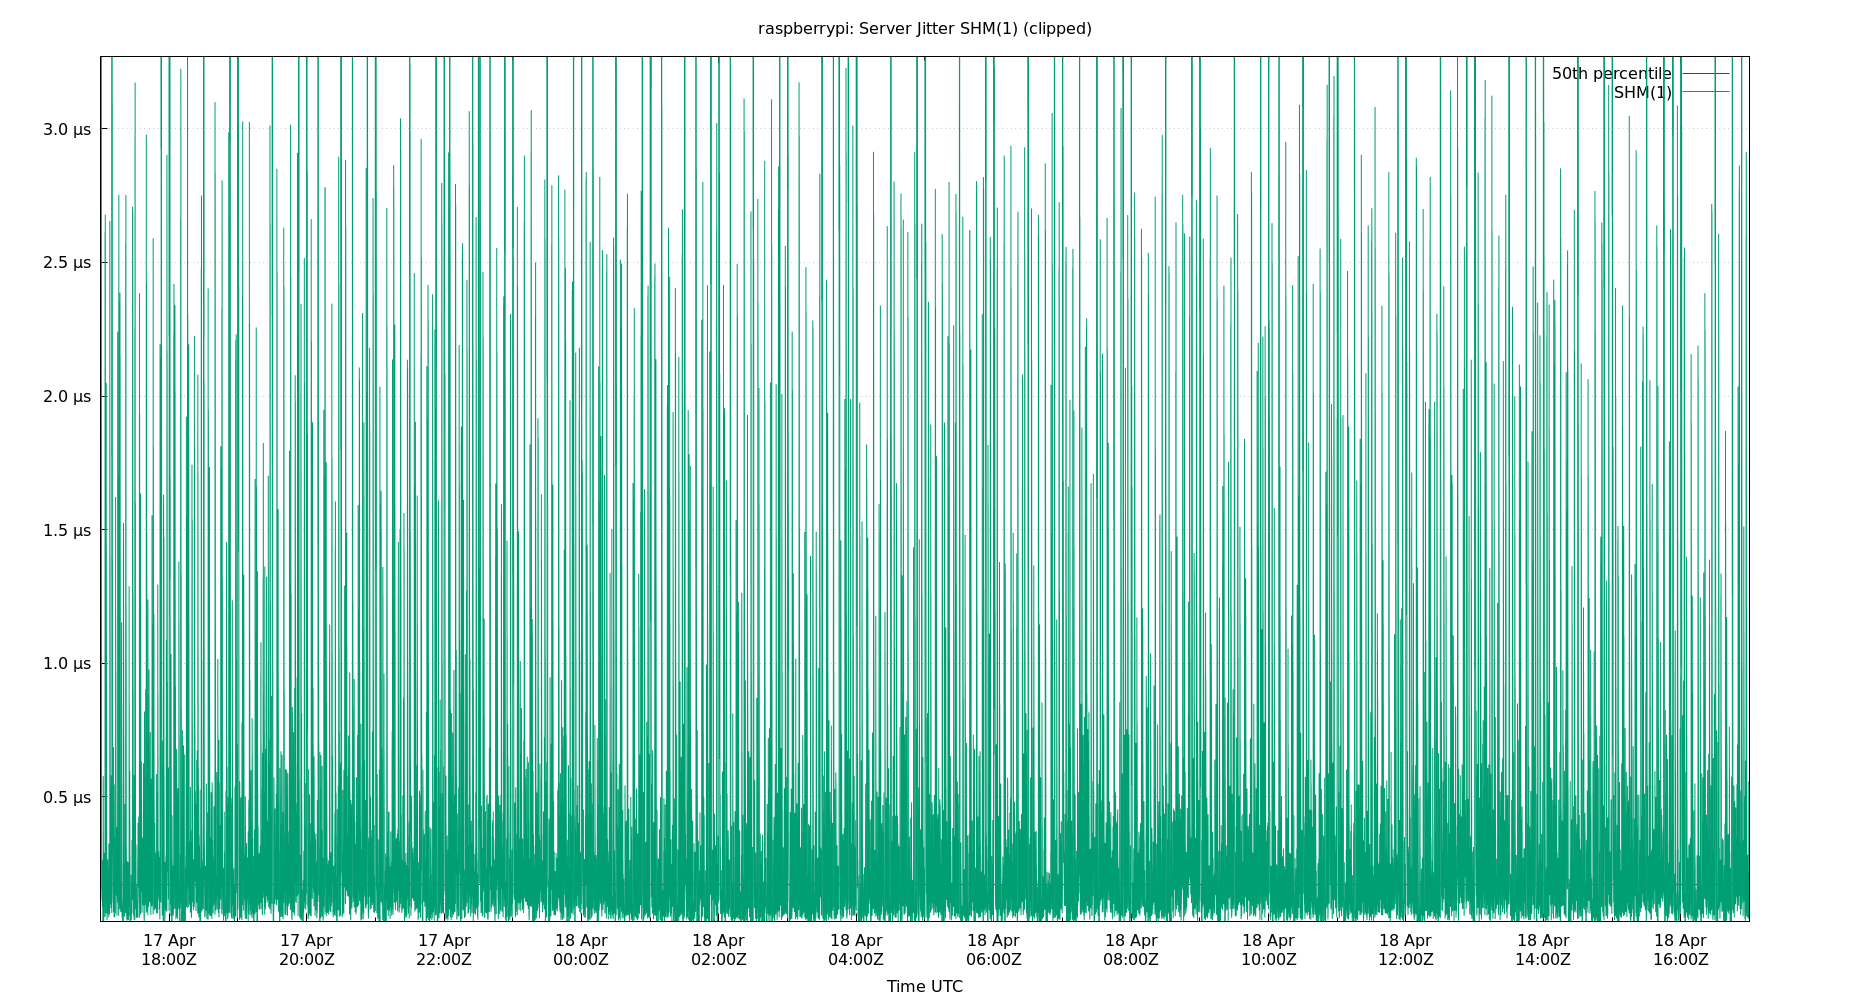 raspberrypi: Server Jitter SHM(1) (clipped)
50th percentile
SHM(1)
3.0 µs
2.5 µs
2.0 µs
1.5 µs
1.0 µs
0.5 µs
17 Apr 17 Apr 17 Apr 18 Apr 18 Apr 18 Apr 18 Apr 18 Apr 18 Apr 18 Apr 18 Apr 18 Apr
18:00Z 20:00Z 22:00Z 00:00Z 02:00Z 04:00Z 06:00Z 08:00Z 10:00Z 12:00Z 14:00Z 16:00Z
Time UTC